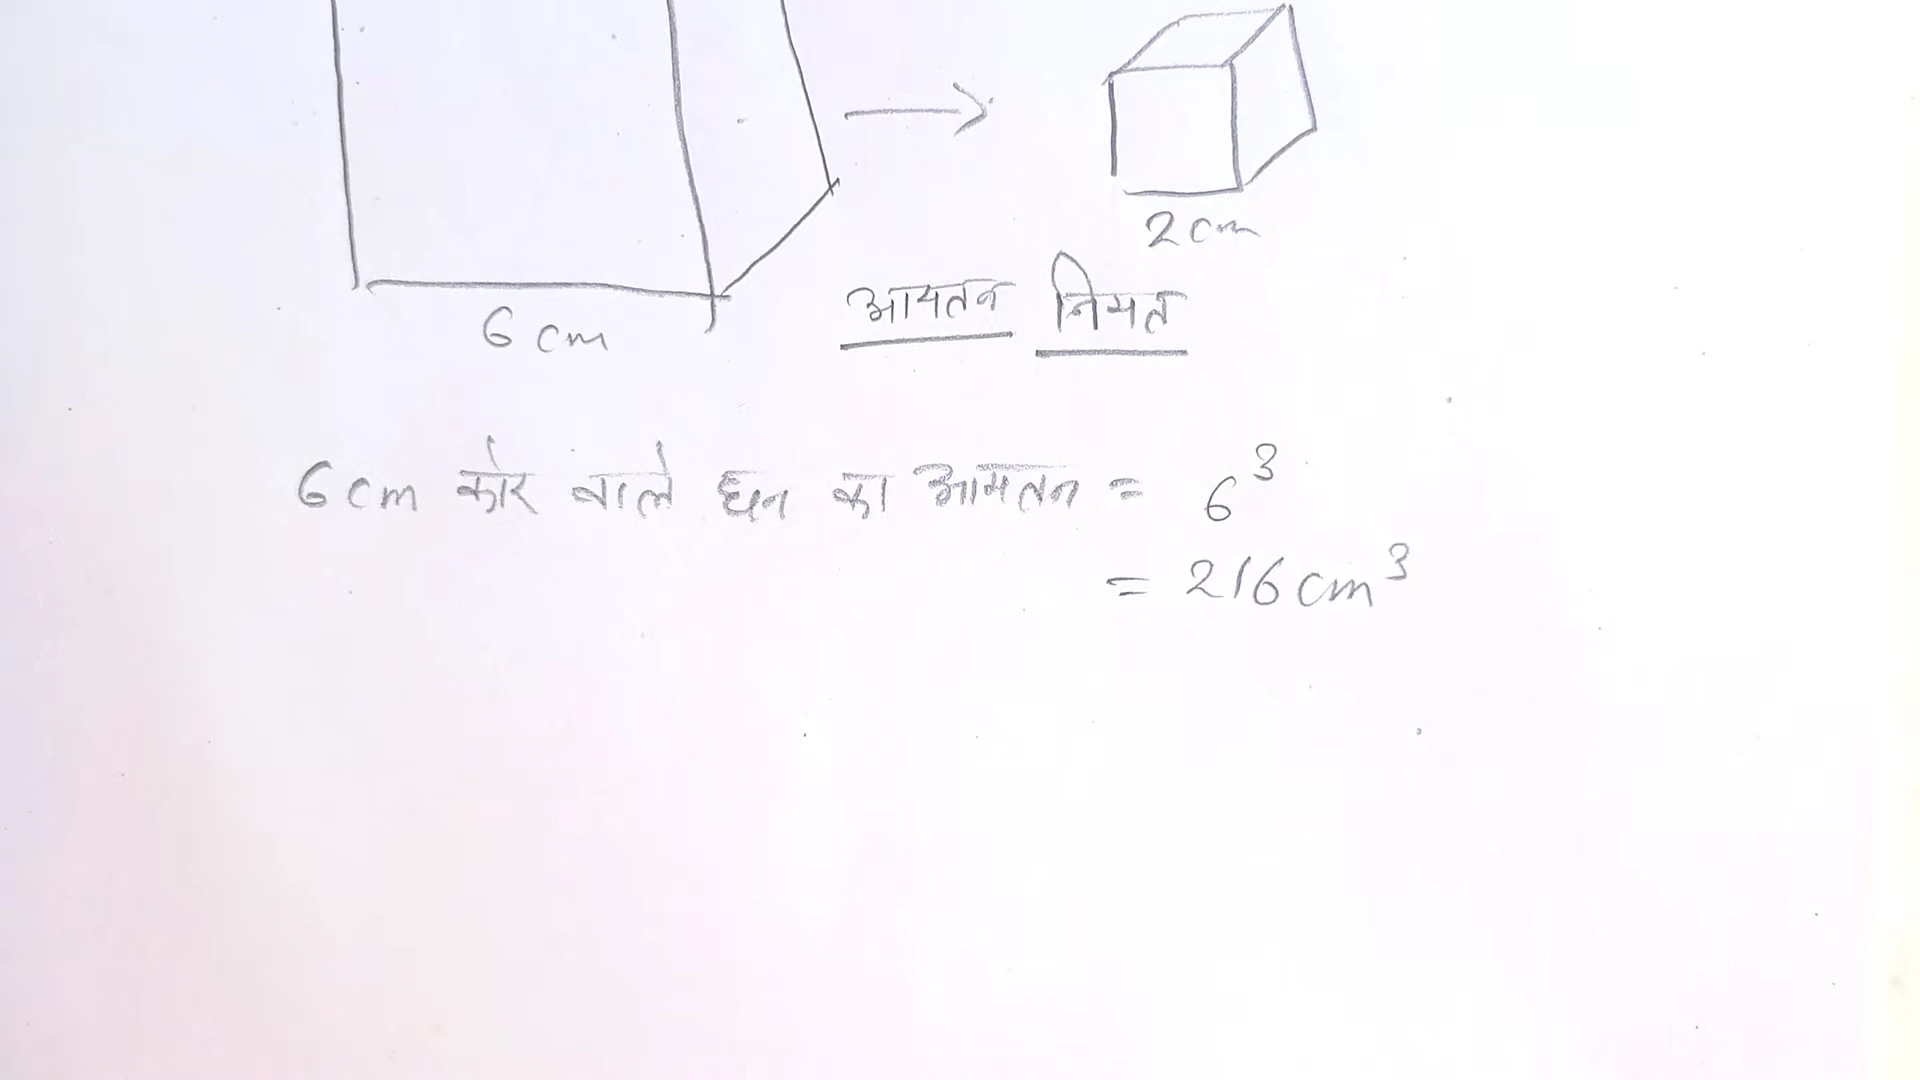 2 cm
6 cm
आयतन नियत
6 cm कोर वाले घन का आयतन = 6³
= 216 cm³